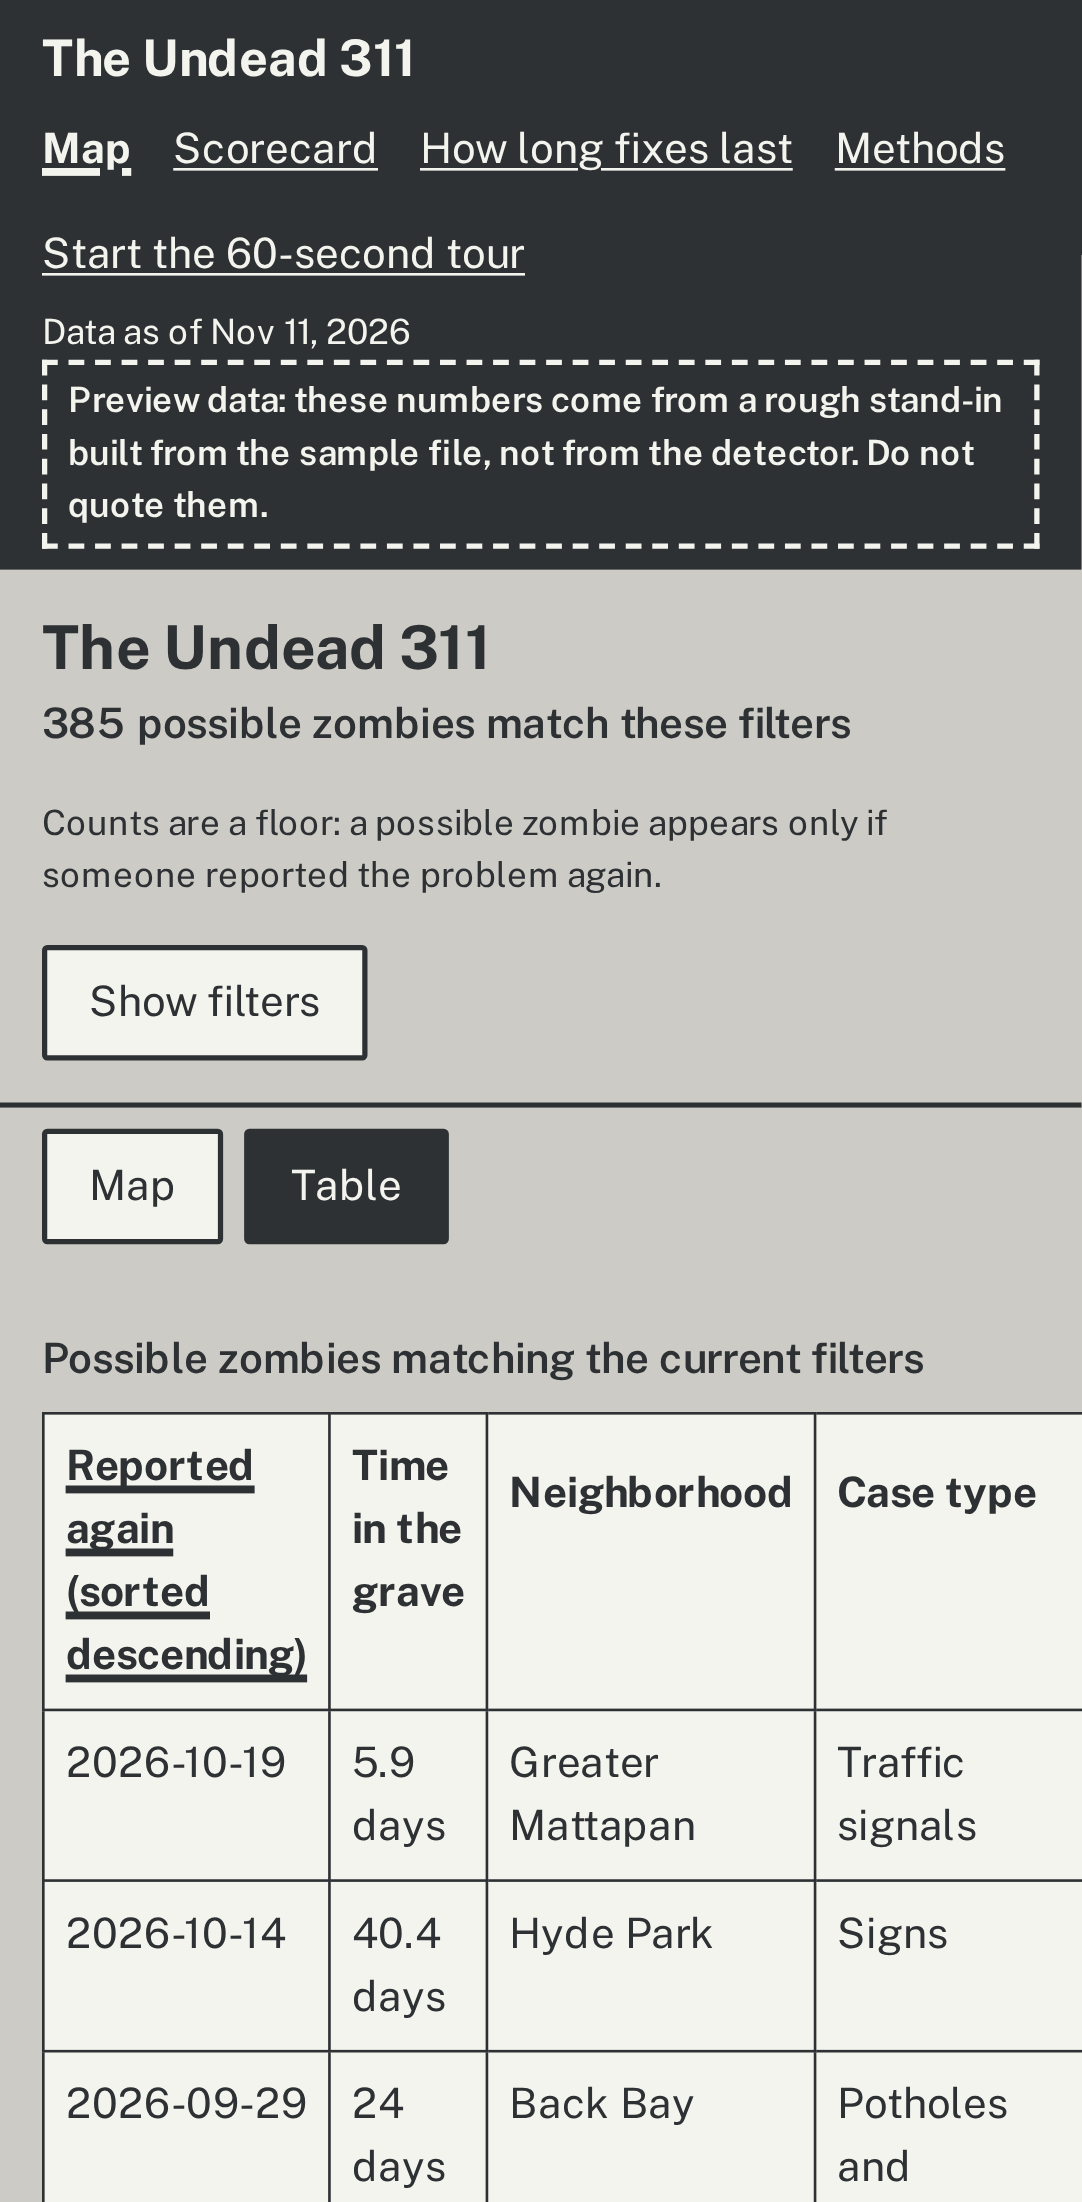 The Undead 311
Map Scorecard How long fixes last Methods
Start the 60-second tour
Data as of Nov 11, 2026
Preview data: these numbers come from a rough stand-in
built from the sample file, not from the detector. Do not
quote them.
The Undead 311
385 possible zombies match these filters
Counts are a floor: a possible zombie appears only if
someone reported the problem again.
Show filters
Map Table
Possible zombies matching the current filters
Reported Time Neighborhood Case type
again in the
(sorted grave
descending)
2026-10-19 5.9 Greater Traffic
days Mattapan signals
2026-10-14 40.4 Hyde Park Signs
days
2026-09-29 24 Back Bay Potholes
days and